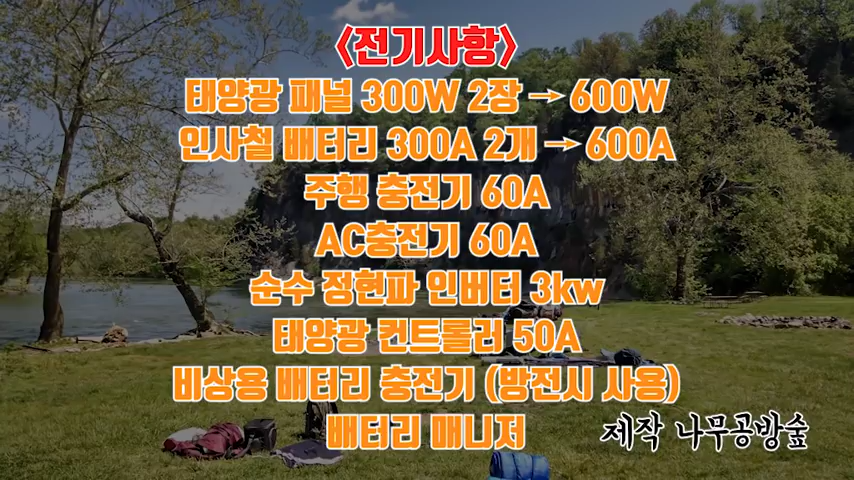 <전기사항>
태양광 패널 300W 2장 → 600W
인사철 배터리 300A 2개 → 600A
주행 충전기 60A
AC충전기 60A
순수 정현파 인버터 3kw
태양광 컨트롤러 50A
비상용 배터리 충전기 (방전시 사용)
배터리 매니저
제작 나무공방숲